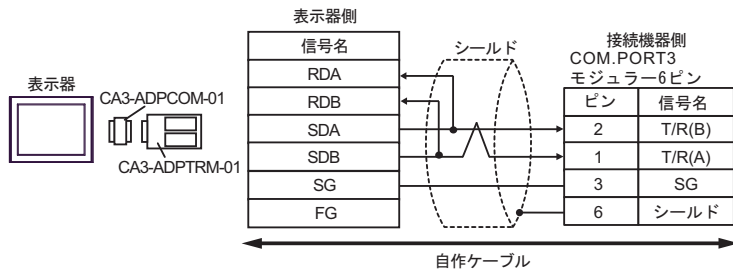 表示器側
信号名
RDA
RDB
SDA
SDB
SG
FG
シールド
接続機器側
COM.PORT3
モジュラー6ピン
ピン 信号名
2 T/R(B)
1 T/R(A)
3 SG
6 シールド
表示器
CA3-ADPCOM-01
CA3-ADPTRM-01
自作ケーブル